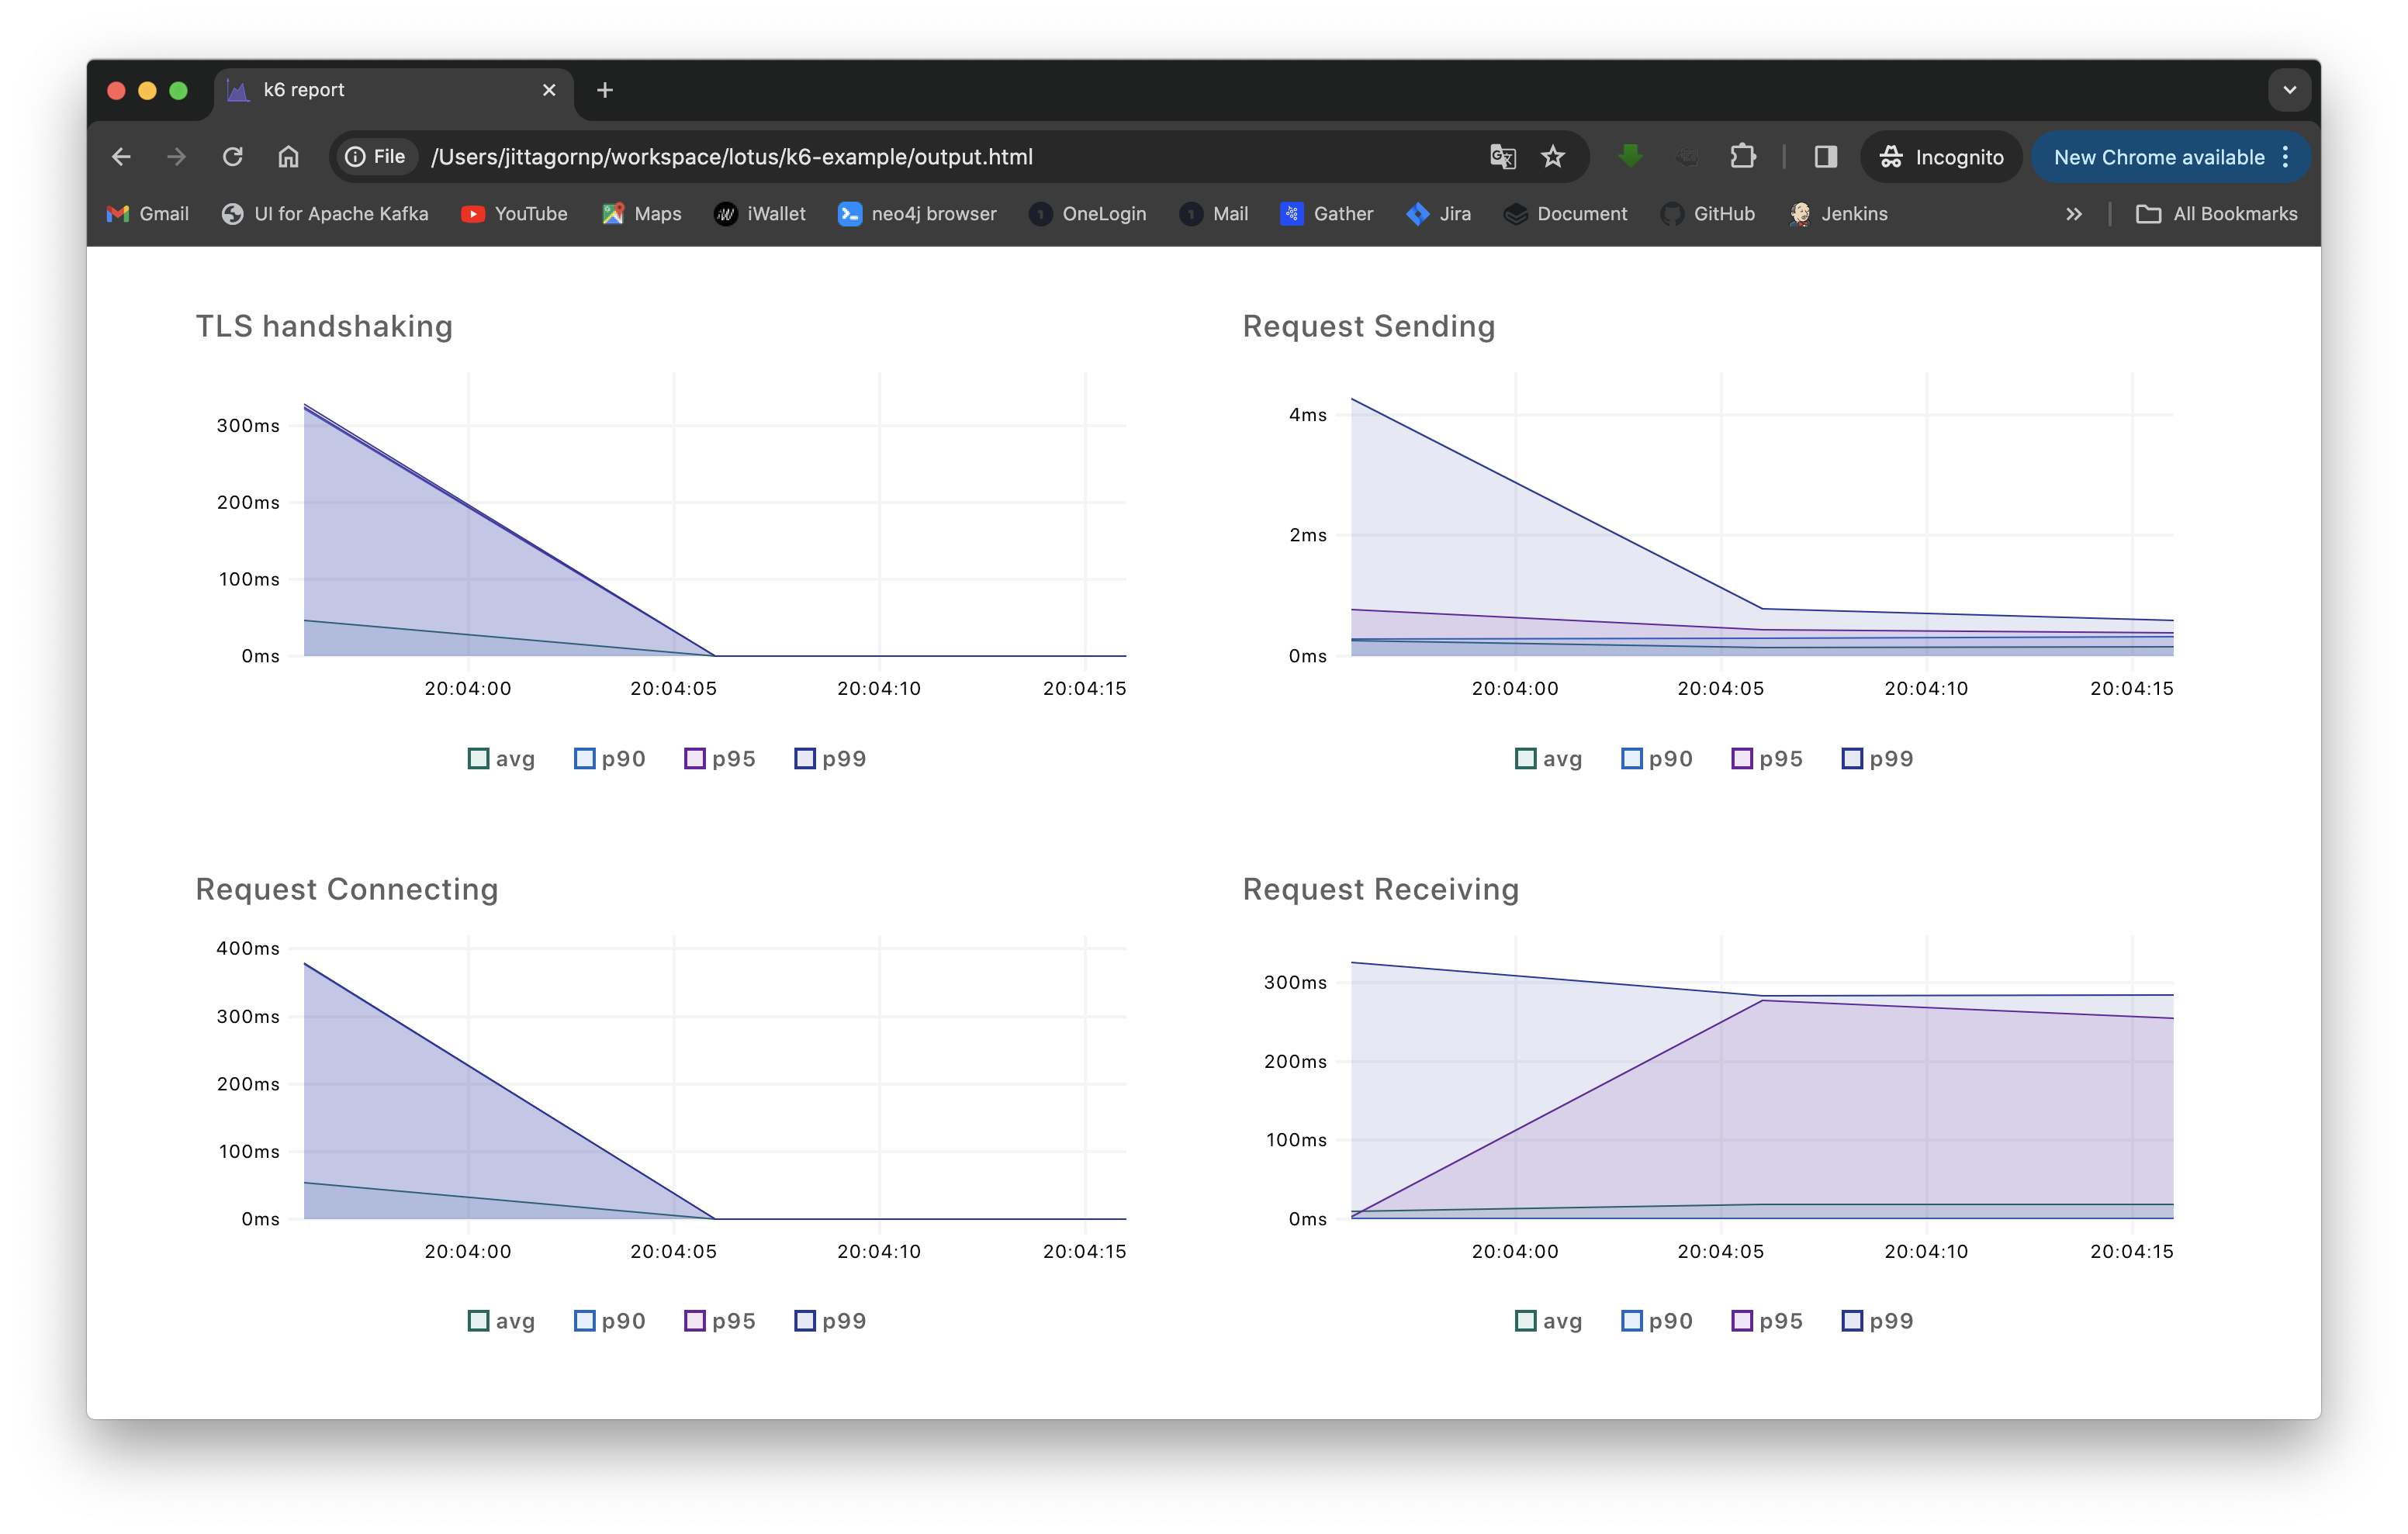 k6 report
File /Users/jittagornp/workspace/lotus/k6-example/output.html Incognito New Chrome available
Gmail UI for Apache Kafka YouTube Maps iWallet neo4j browser OneLogin Mail Gather Jira Document GitHub Jenkins All Bookmarks
TLS handshaking
300ms
200ms
100ms
0ms
20:04:00 20:04:05 20:04:10 20:04:15
avg p90 p95 p99
Request Sending
4ms
2ms
0ms
20:04:00 20:04:05 20:04:10 20:04:15
avg p90 p95 p99
Request Connecting
400ms
300ms
200ms
100ms
0ms
20:04:00 20:04:05 20:04:10 20:04:15
avg p90 p95 p99
Request Receiving
300ms
200ms
100ms
0ms
20:04:00 20:04:05 20:04:10 20:04:15
avg p90 p95 p99